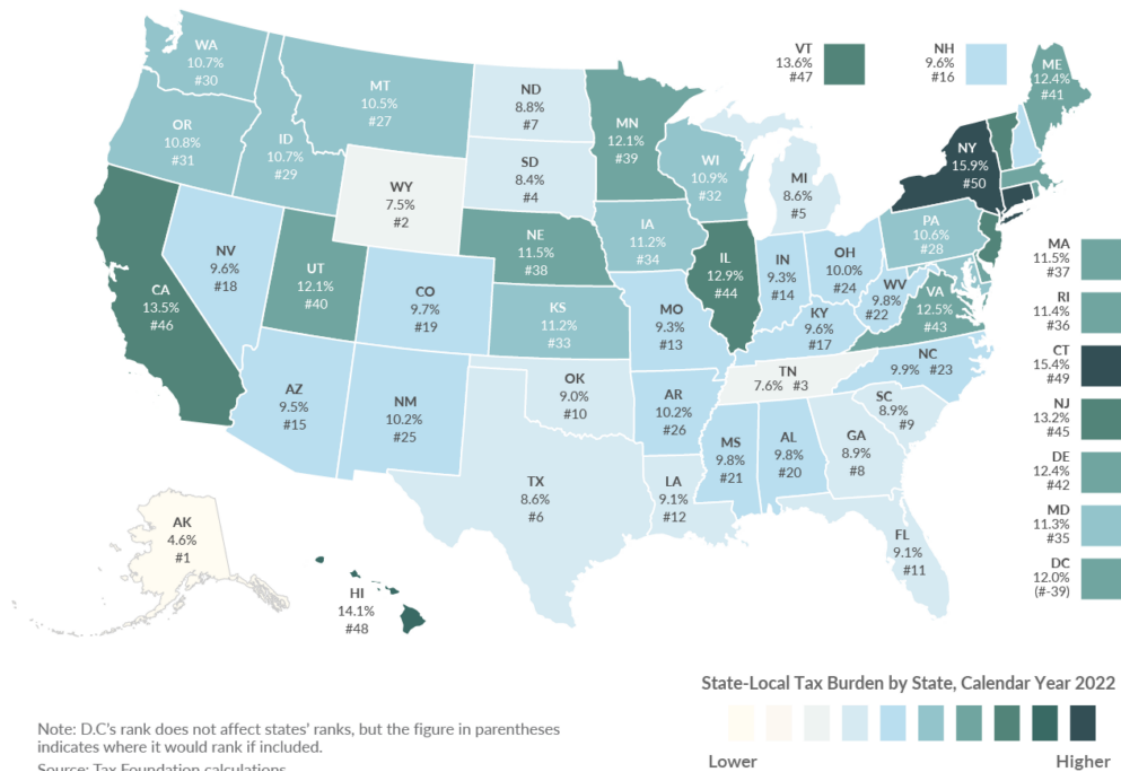 WA
10.7%
#30
MT
10.5%
#27
ND
8.8%
#7
MN
12.1%
#39
VT
13.6%
#47
NH
9.6%
#16
ME
12.4%
#41
OR
10.8%
#31
ID
10.7%
#29
WY
7.5%
#2
SD
8.4%
#4
WI
10.9%
#32
MI
8.6%
#5
NY
15.9%
#50
CA
13.5%
#46
NV
9.6%
#18
UT
12.1%
#40
CO
9.7%
#19
NE
11.5%
#38
KS
11.2%
#33
IA
11.2%
#34
MO
9.3%
#13
IL
12.9%
#44
IN
9.3%
#14
OH
10.0%
#24
KY
9.6%
#17
WV
9.8%
#22
PA
10.6%
#28
VA
12.5%
#43
MA
11.5%
#37
RI
11.4%
#36
CT
15.4%
#49
NJ
13.2%
#45
DE
12.4%
#42
MD
11.3%
#35
DC
12.0%
(#-39)
AZ
9.5%
#15
NM
10.2%
#25
OK
9.0%
#10
AR
10.2%
#26
TN
7.6% #3
NC
9.9% #23
SC
8.9%
#9
TX
8.6%
#6
LA
9.1%
#12
MS
9.8%
#21
AL
9.8%
#20
GA
8.9%
#8
FL
9.1%
#11
AK
4.6%
#1
HI
14.1%
#48
State-Local Tax Burden by State, Calendar Year 2022
Lower Higher
Note: D.C's rank does not affect states' ranks, but the figure in parentheses
indicates where it would rank if included.
Source: Tax Foundation calculations